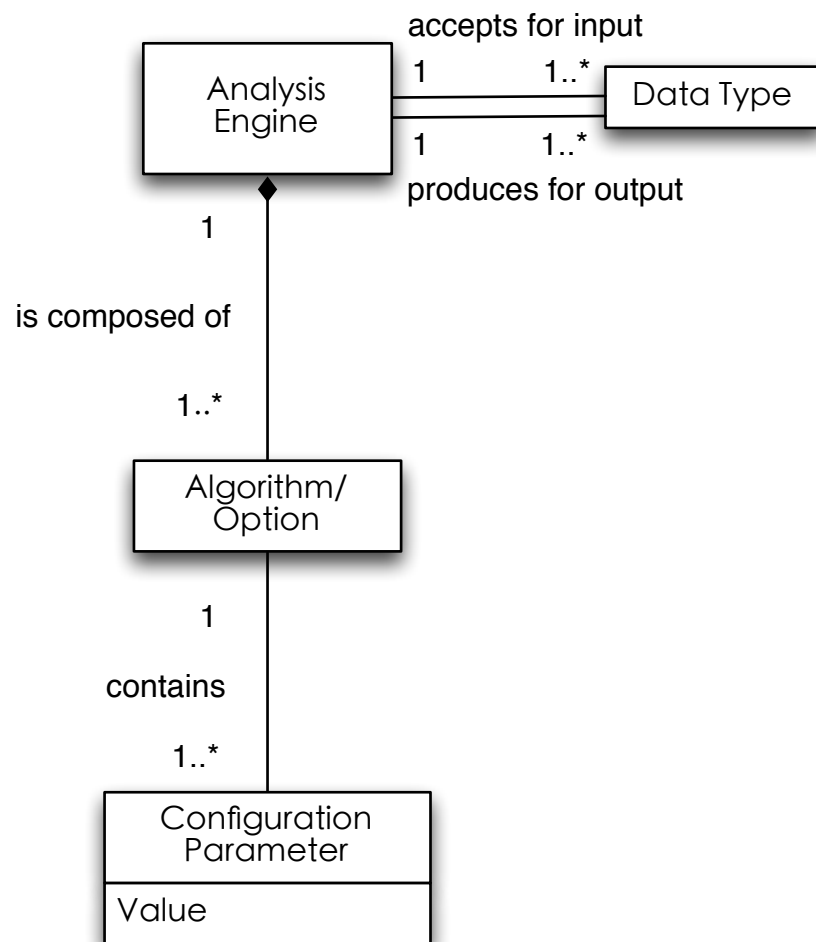 accepts for input
Analysis
Engine
1
1..*
Data Type
1
1..*
produces for output
1
is composed of
1..*
Algorithm/
Option
1
contains
1..*
Configuration
Parameter
Value